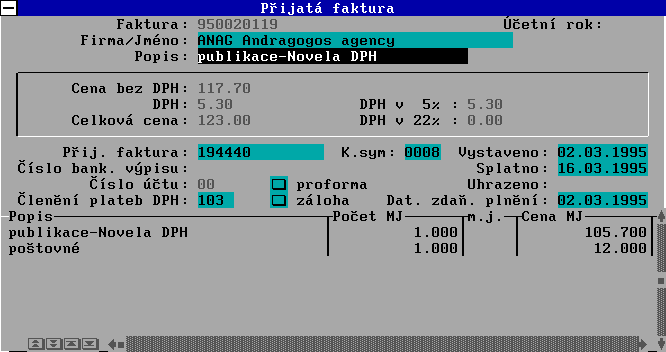 Přijatá faktura
Faktura: 950020119 Účetní rok:
Firma/Jméno: ANAG Andragogos agency
Popis: publikace-Novela DPH
Cena bez DPH: 117.70
DPH: 5.30 DPH v 5% : 5.30
Celková cena: 123.00 DPH v 22% : 0.00
Přij. faktura: 194440 K.sym: 0008 Vystaveno: 02.03.1995
Číslo bank. výpisu: Splatno: 16.03.1995
Číslo účtu: 00 proforma Uhrazeno:
Členění plateb DPH: 103 záloha Dat. zdaň. plnění: 02.03.1995
Popis Počet MJ m.j. Cena MJ
publikace-Novela DPH 1.000 105.700
poštovné 1.000 12.000